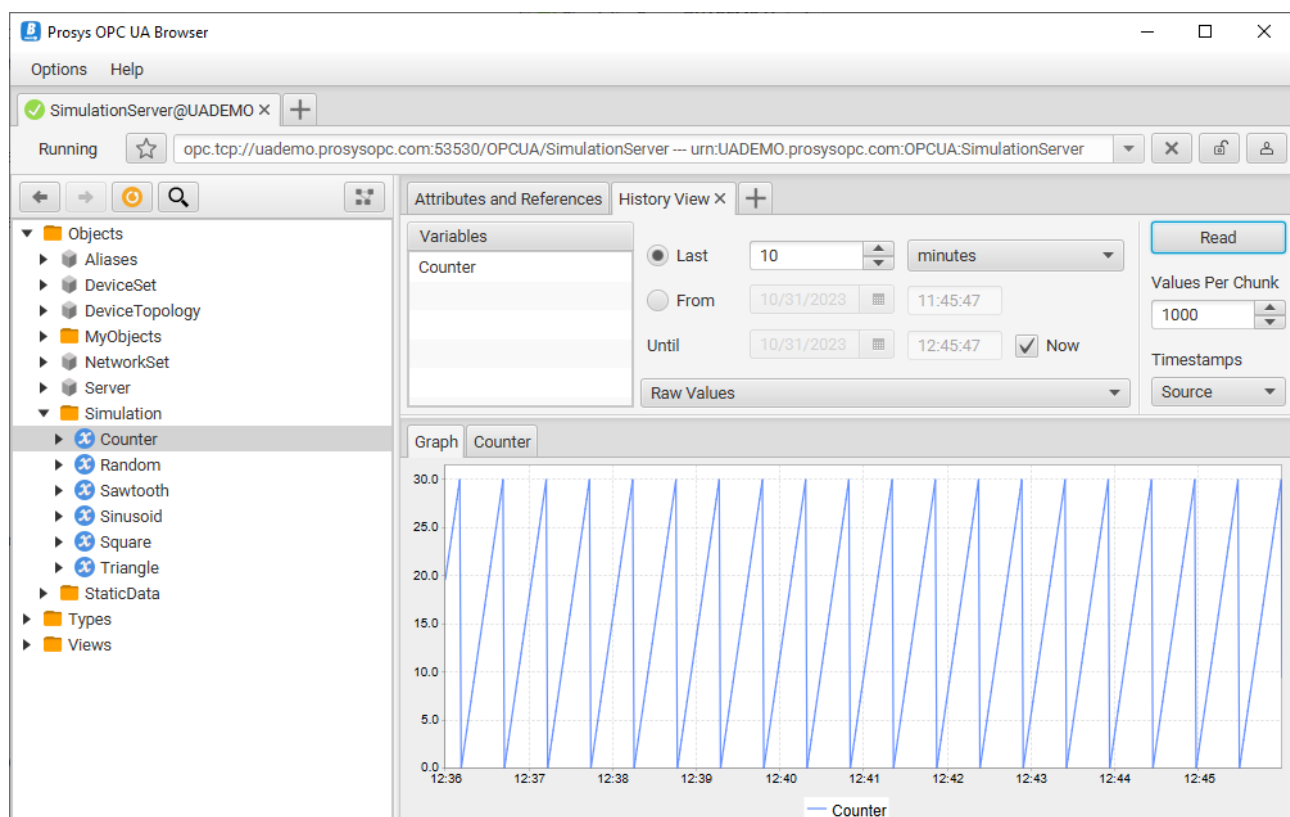 Prosys OPC UA Browser
Options Help
SimulationServer@UADEMO
Running opc.tcp://uademo.prosysopc.com:53530/OPCUA/SimulationServer --- urn:UADEMO.prosysopc.com:OPCUA:SimulationServer
Objects
Aliases
DeviceSet
DeviceTopology
MyObjects
NetworkSet
Server
Simulation
Counter
Random
Sawtooth
Sinusoid
Square
Triangle
StaticData
Types
Views
Attributes and References History View
Variables
Counter
Last 10 minutes
From 10/31/2023 11:45:47
Until 10/31/2023 12:45:47 Now
Raw Values
Read
Values Per Chunk
1000
Timestamps
Source
Graph Counter
30.0
25.0
20.0
15.0
10.0
5.0
0.0
12:36 12:37 12:38 12:39 12:40 12:41 12:42 12:43 12:44 12:45
Counter